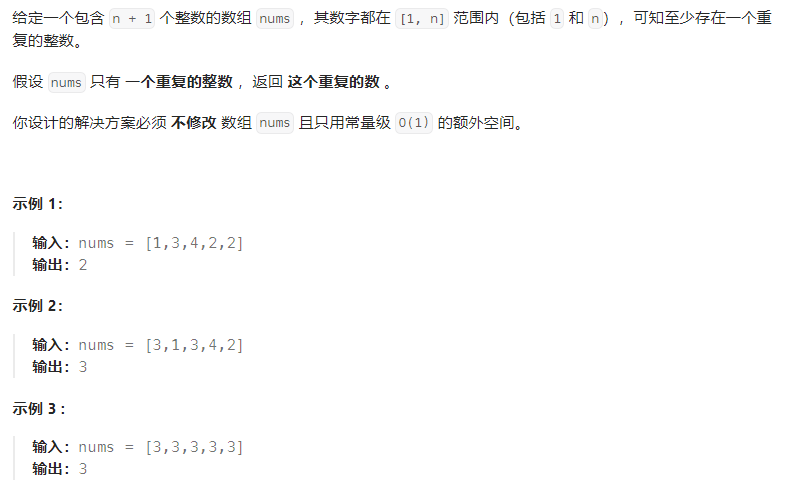 给定一个包含 n + 1 个整数的数组 nums ，其数字都在 [1, n] 范围内（包括 1 和 n），可知至少存在一个重
复的整数。
假设 nums 只有 一个重复的整数 ，返回 这个重复的数 。
你设计的解决方案必须 不修改 数组 nums 且只用常量级 O(1) 的额外空间。
示例 1：
输入：nums = [1,3,4,2,2]
输出：2
示例 2：
输入：nums = [3,1,3,4,2]
输出：3
示例 3 ：
输入：nums = [3,3,3,3,3]
输出：3